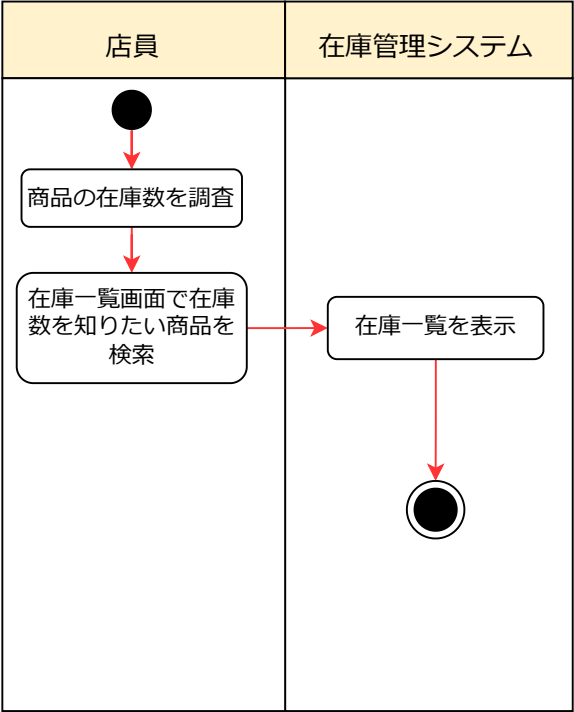 店員
在庫管理システム
商品の在庫数を調査
在庫一覧画面で在庫
数を知りたい商品を
検索
在庫一覧を表示